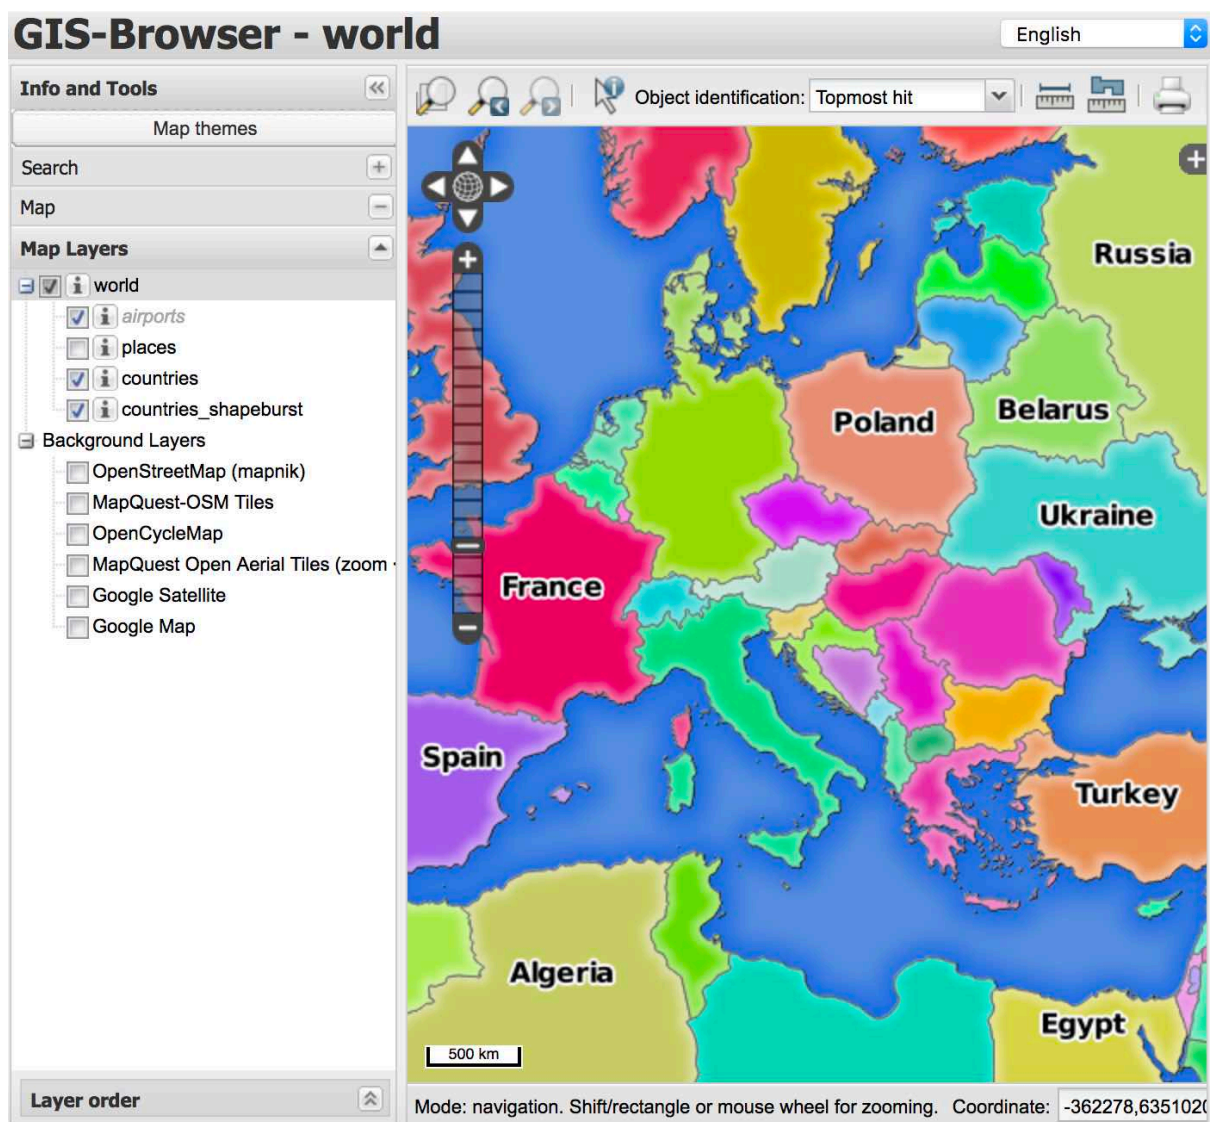 GIS-Browser - world
English
Info and Tools
Map themes
Search
Map
Map Layers
world
airports
places
countries
countries_shapeburst
Background Layers
OpenStreetMap (mapnik)
MapQuest-OSM Tiles
OpenCycleMap
MapQuest Open Aerial Tiles (zoom
Google Satellite
Google Map
Layer order
Object identification: Topmost hit
Russia
Poland
Belarus
Ukraine
France
Spain
Turkey
Algeria
Egypt
500 km
Mode: navigation. Shift/rectangle or mouse wheel for zooming. Coordinate: -362278,6351020